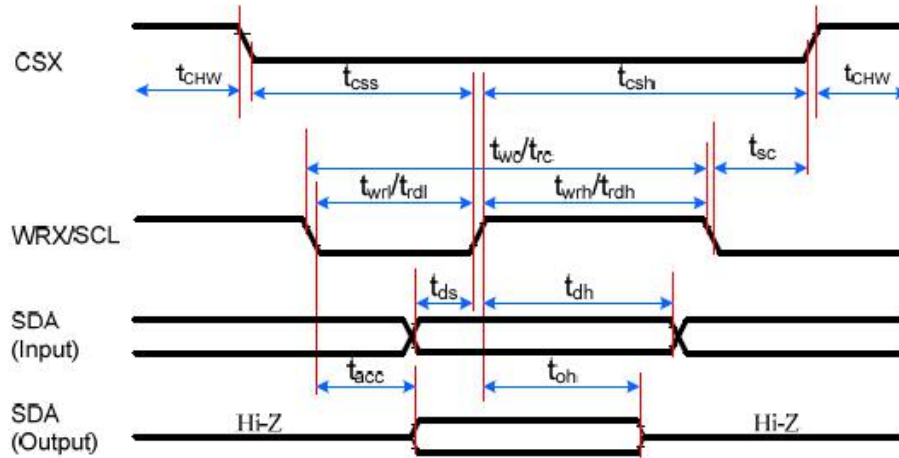 CSX
tCHW
tcss
tcsh
tCHW
twc/trc
tsc
twrl/trdl
twrh/trdh
WRX/SCL
tds
tdh
SDA
(Input)
tacc
toh
SDA
(Output)
Hi-Z
Hi-Z